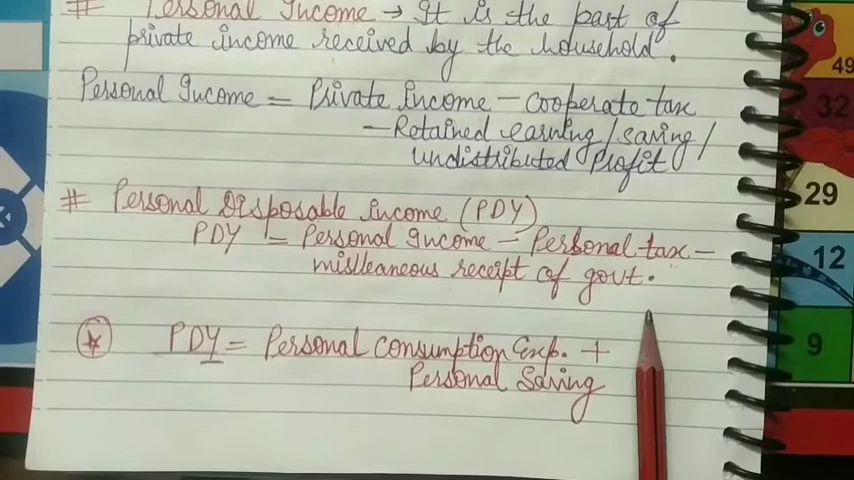 # Personal Income → It is the part of
private income received by the household.
Personal Income = Private income - cooperate tax
- Retained earning/saving/
undistributed Profit
# Personal Disposable income (PDY)
PDY = Personal Income - Personal tax -
misslleaneous receipt of govt.
PDY = Personal Consumption Exp. +
Personal Saving
49
32
29
12
9